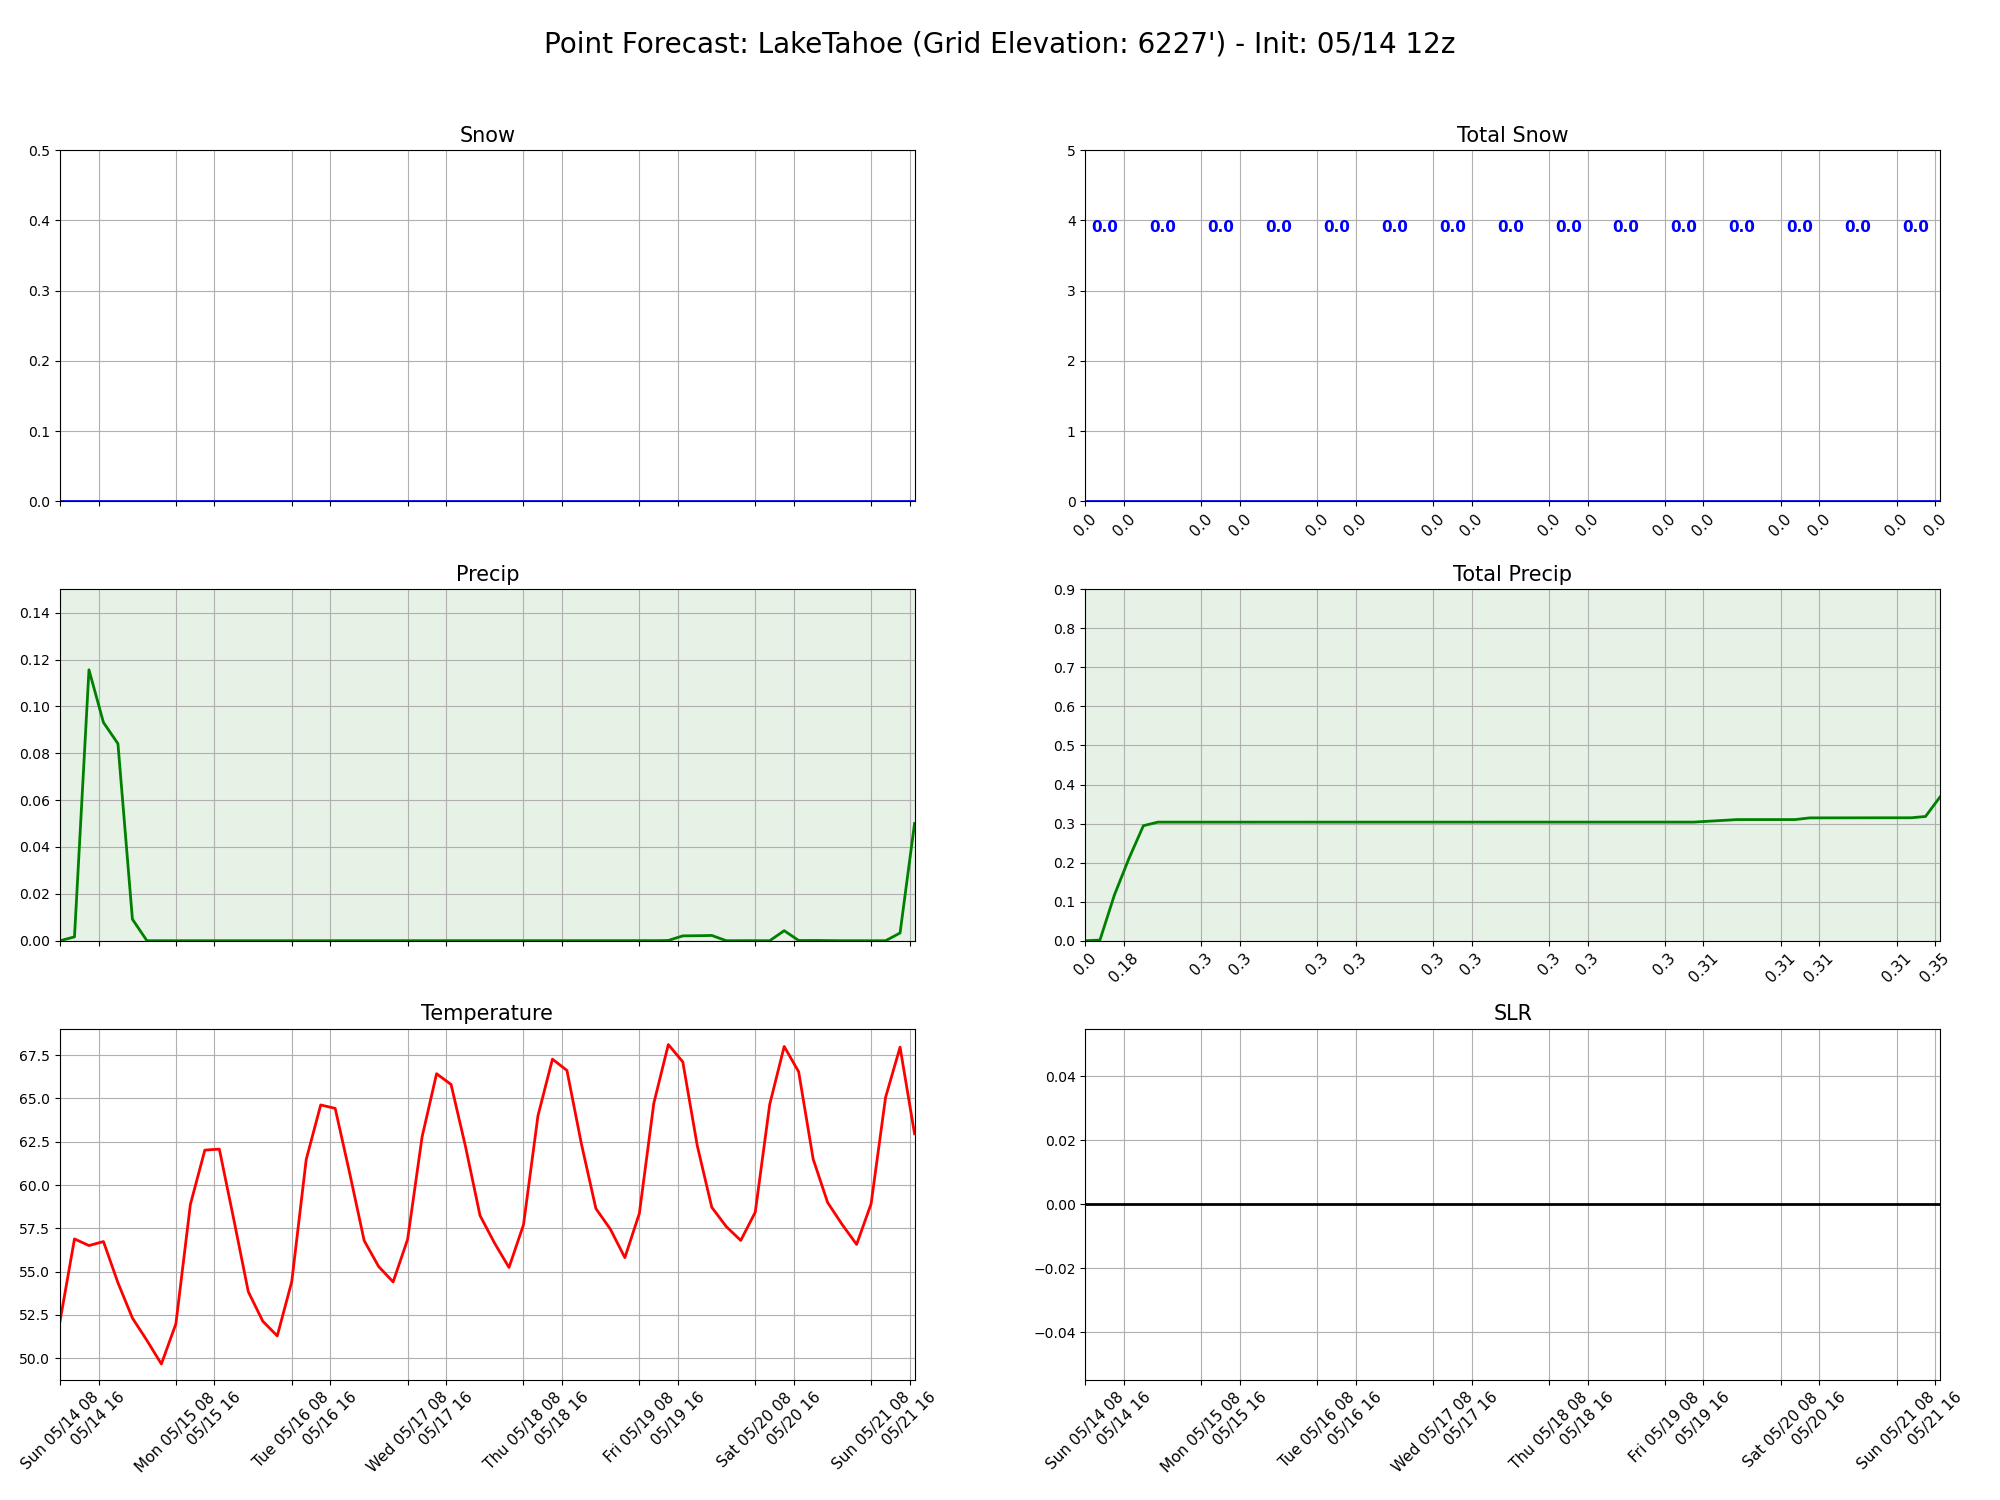 Point Forecast: LakeTahoe (Grid Elevation: 6227') - Init: 05/14 12z
Snow
0.5
0.4
0.3
0.2
0.1
0.0
Total Snow
5
4
3
2
1
0
0.0 0.0 0.0 0.0 0.0 0.0 0.0 0.0 0.0 0.0 0.0 0.0 0.0 0.0 0.0
0.0 0.0 0.0 0.0 0.0 0.0 0.0 0.0 0.0 0.0 0.0 0.0 0.0 0.0 0.0 0.0
Precip
0.14
0.12
0.10
0.08
0.06
0.04
0.02
0.00
Total Precip
0.9
0.8
0.7
0.6
0.5
0.4
0.3
0.2
0.1
0.0
0.0 0.18 0.3 0.3 0.3 0.3 0.3 0.3 0.3 0.3 0.3 0.31 0.31 0.31 0.31 0.35
Temperature
67.5
65.0
62.5
60.0
57.5
55.0
52.5
50.0
Sun 05/14 08
05/14 16
Mon 05/15 08
05/15 16
Tue 05/16 08
05/16 16
Wed 05/17 08
05/17 16
Thu 05/18 08
05/18 16
Fri 05/19 08
05/19 16
Sat 05/20 08
05/20 16
Sun 05/21 08
05/21 16
SLR
0.04
0.02
0.00
−0.02
−0.04
Sun 05/14 08
05/14 16
Mon 05/15 08
05/15 16
Tue 05/16 08
05/16 16
Wed 05/17 08
05/17 16
Thu 05/18 08
05/18 16
Fri 05/19 08
05/19 16
Sat 05/20 08
05/20 16
Sun 05/21 08
05/21 16